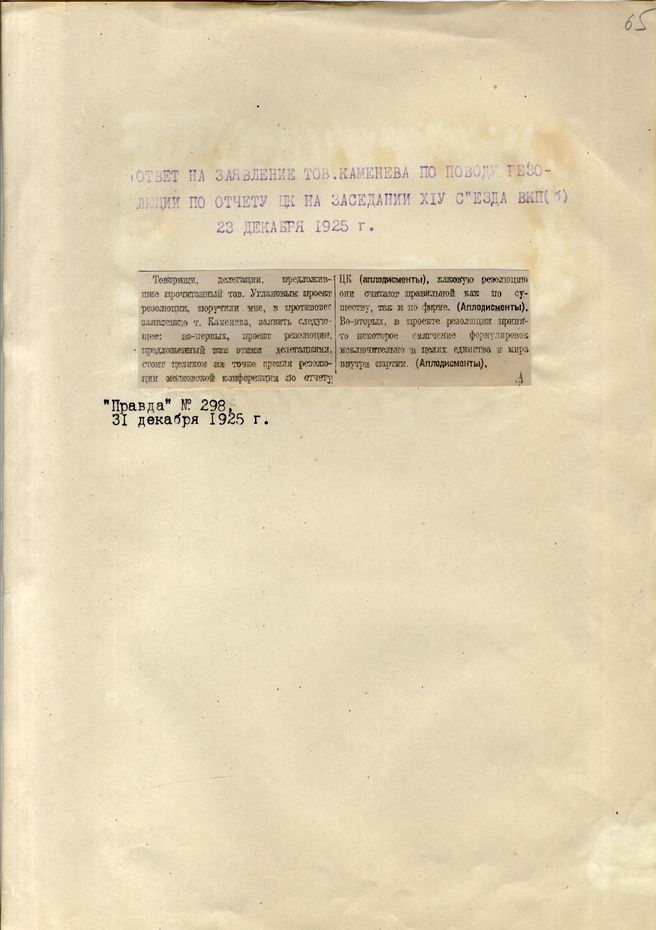 65
ОТВЕТ НА ЗАЯВЛЕНИЕ ТОВ.КАМЕНЕВА ПО ПОВОДУ РЕЗО-
ЛЮЦИИ ПО ОТЧЕТУ ЦК НА ЗАСЕДАНИИ XIУ С"ЕЗДА ВКП(б)
23 ДЕКАБРЯ 1925 г.
Товарищи, делегации, предложив-
шие прочитанный тов. Углановым проект
резолюции, поручили мне, в противовес
заявлению т. Каменева, заявить следую-
щее: во-первых, проект резолюции,
предложенный вам этими делегациями,
стоит целиком на точке зрения резолю-
ции московской конференции по отчету
ЦК (аплодисменты), каковую резолюцию
они считают правильной как по су-
ществу, так и по форме. (Аплодисменты).
Во-вторых, в проекте резолюции приня-
то некоторое смягчение формулировок
исключительно в целях единства и мира
внутри партии. (Аплодисменты).
"Правда" № 298,
31 декабря 1925 г.